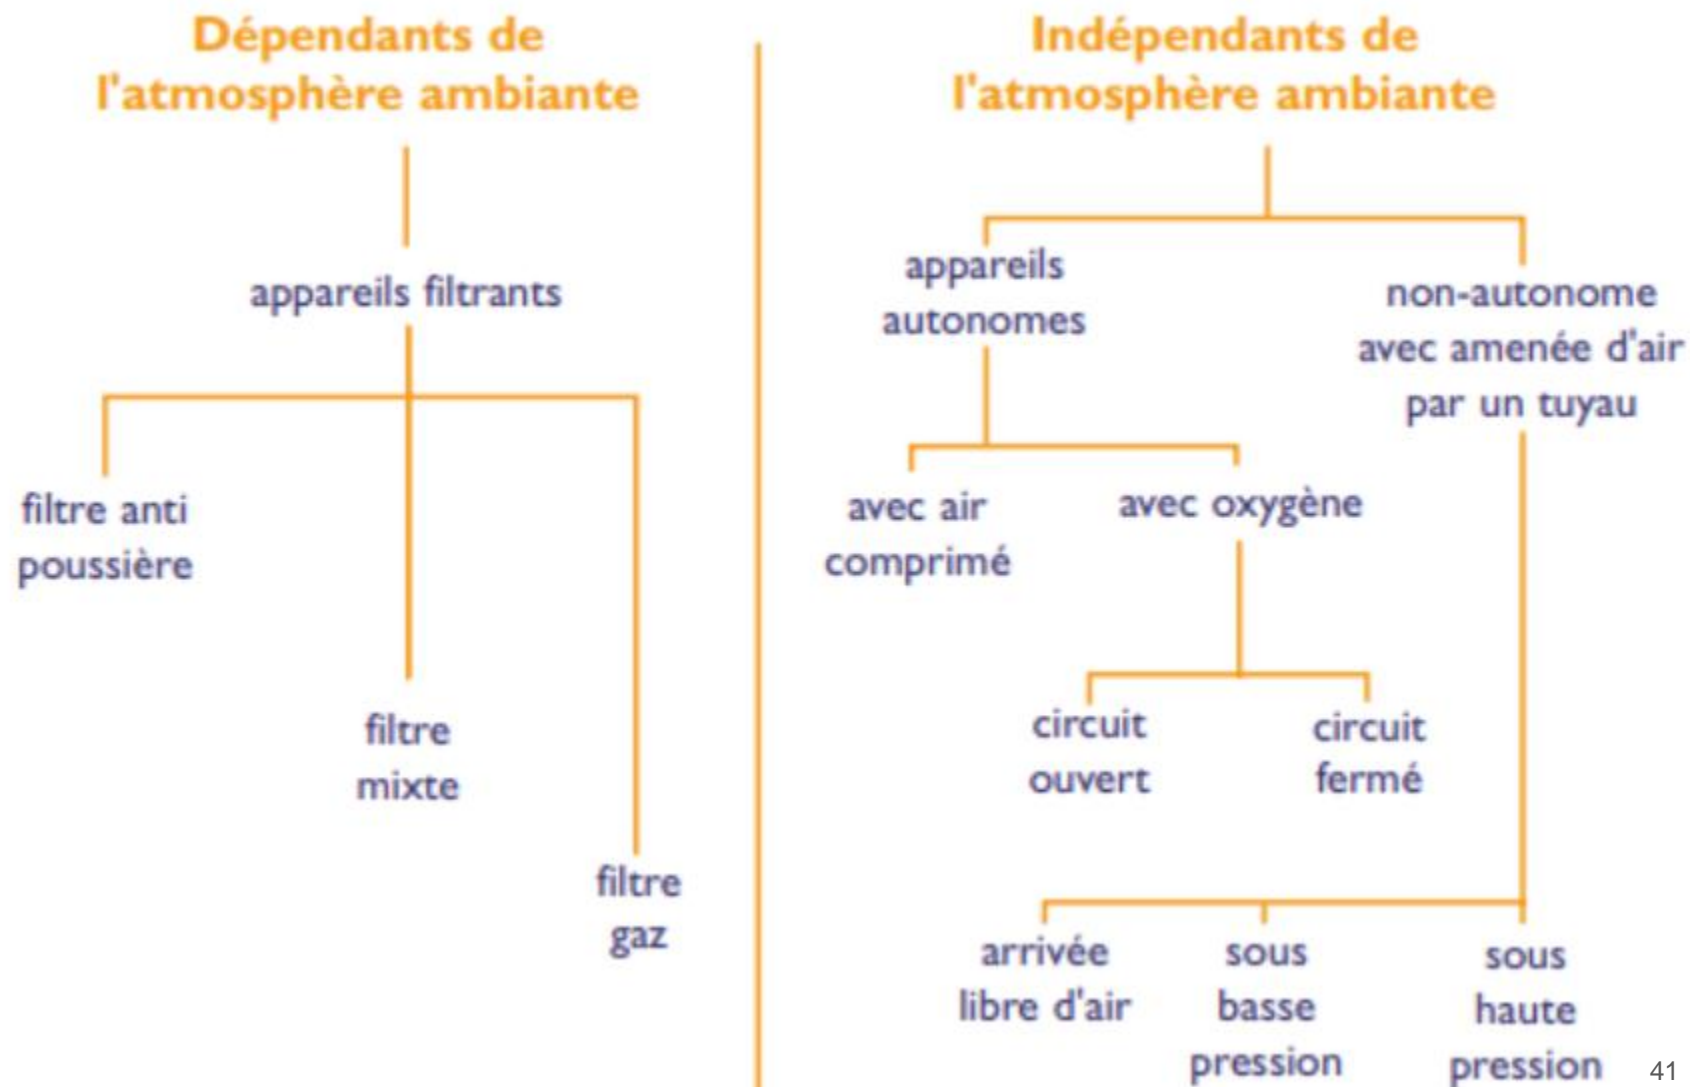 Dépendants de
l'atmosphère ambiante
appareils filtrants
filtre anti
poussière
filtre
mixte
filtre
gaz
Indépendants de
l'atmosphère ambiante
appareils
autonomes
non-autonome
avec amenée d'air
par un tuyau
avec air
comprimé
avec oxygène
circuit
ouvert
circuit
fermé
arrivée
libre d'air
sous
basse
pression
sous
haute
pression
41